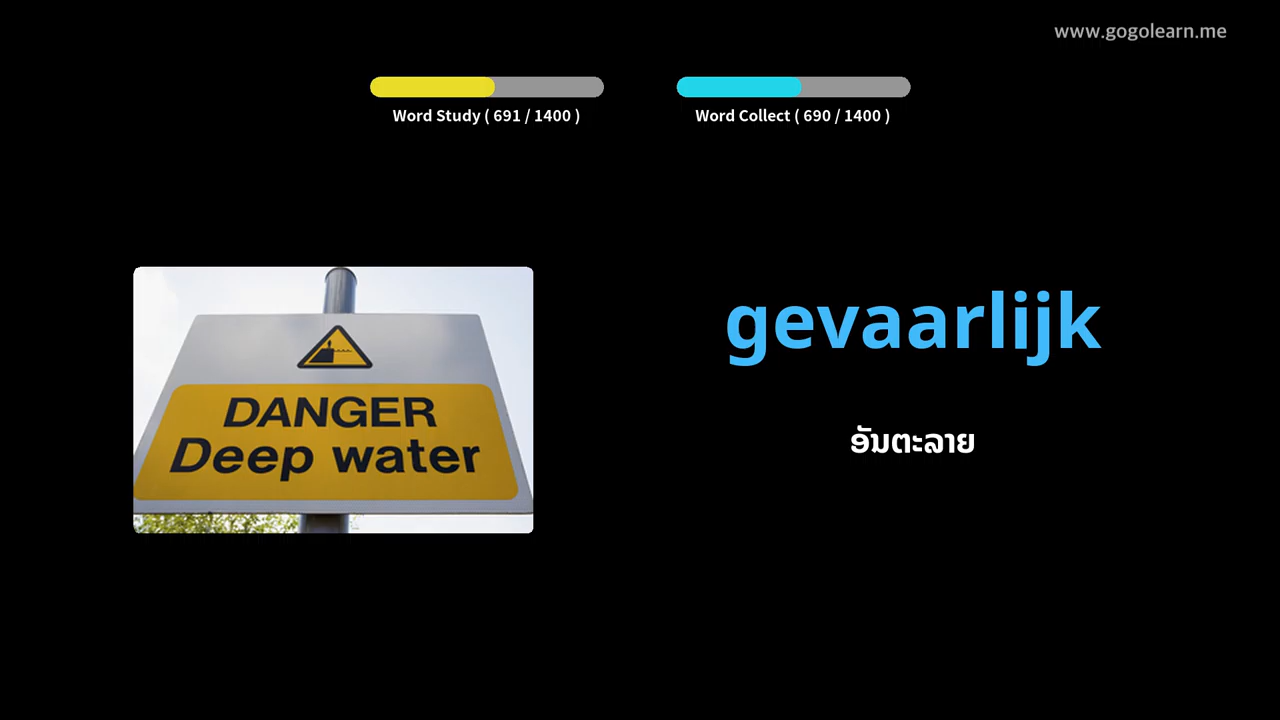 www.gogolearn.me
Word Study ( 691 / 1400 )
Word Collect ( 690 / 1400 )
DANGER
Deep water
gevaarlijk
ອັນຕະລາຍ